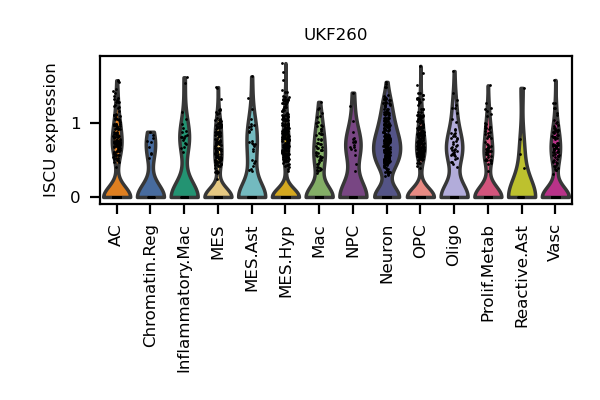 UKF260
ISCU expression
1
0
AC
Chromatin.Reg
Inflammatory.Mac
MES
MES.Ast
MES.Hyp
Mac
NPC
Neuron
OPC
Oligo
Prolif.Metab
Reactive.Ast
Vasc